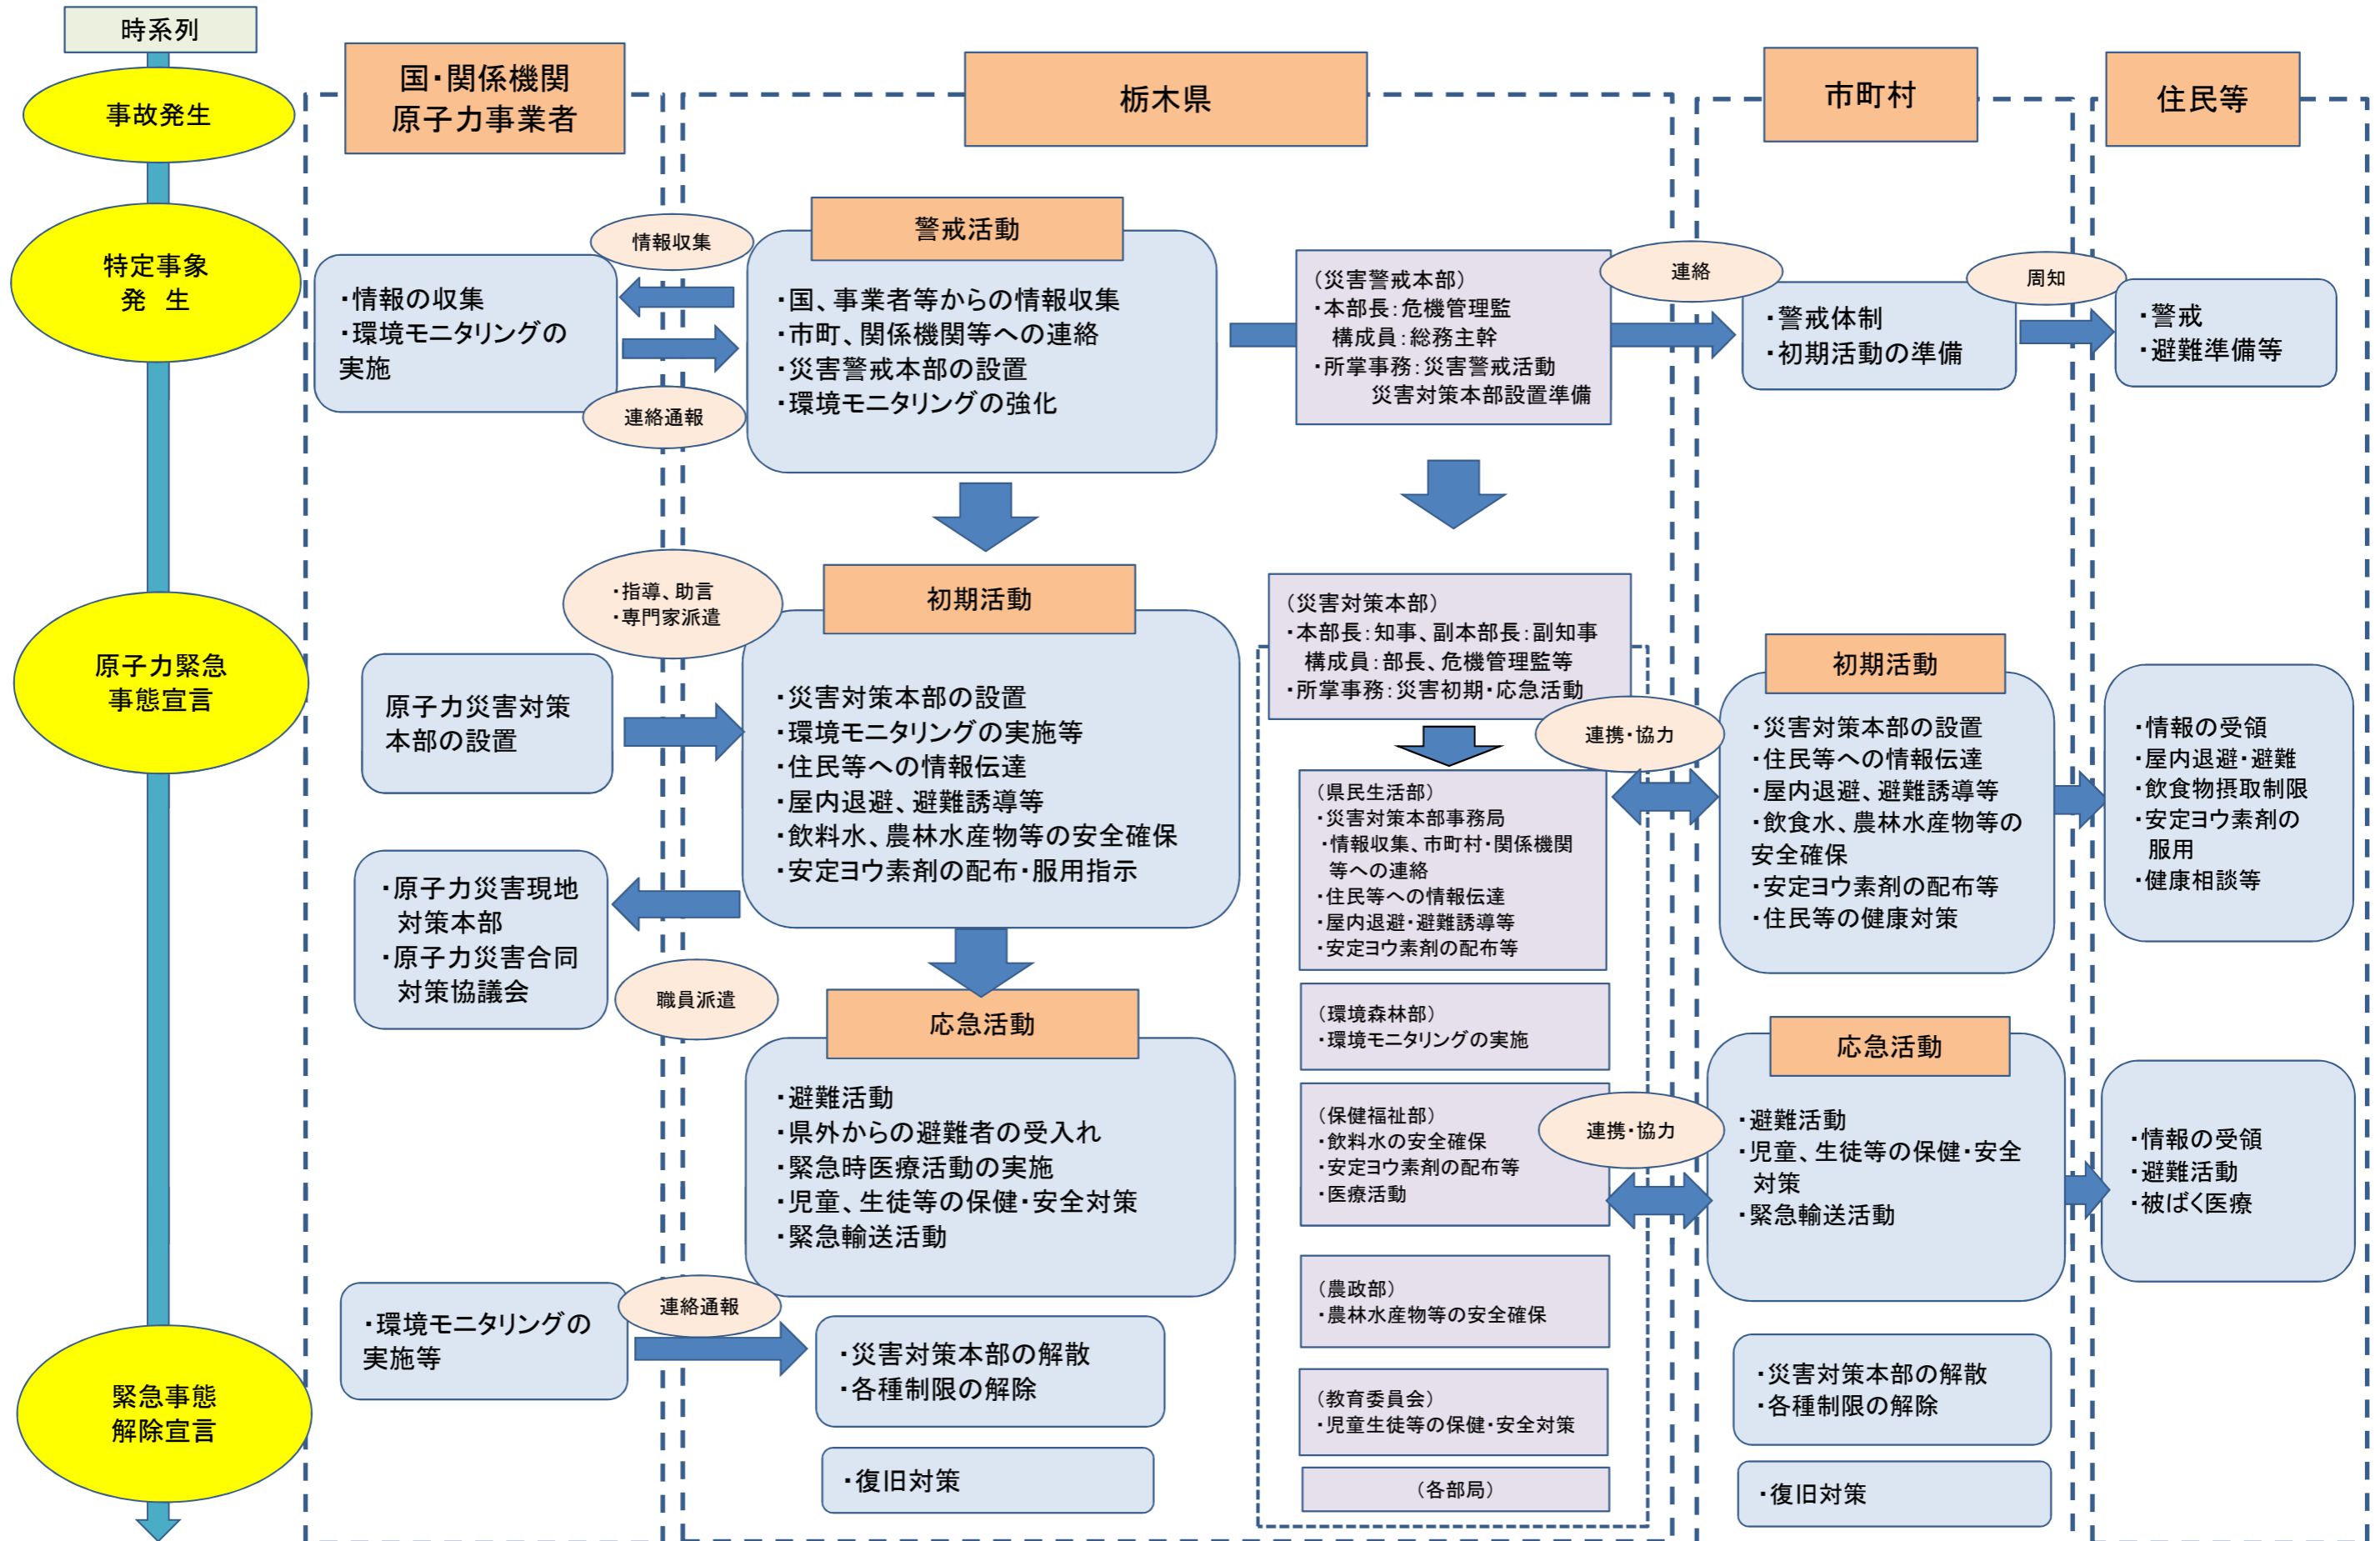 時系列
事故発生
特定事象
発　生
原子力緊急
事態宣言
緊急事態
解除宣言
国・関係機関
原子力事業者
・情報の収集
・環境モニタリングの
実施
情報収集
連絡通報
・指導、助言
・専門家派遣
原子力災害対策
本部の設置
・原子力災害現地
対策本部
・原子力災害合同
対策協議会
職員派遣
・環境モニタリングの
実施等
連絡通報
栃木県
警戒活動
・国、事業者等からの情報収集
・市町、関係機関等への連絡
・災害警戒本部の設置
・環境モニタリングの強化
初期活動
・災害対策本部の設置
・環境モニタリングの実施等
・住民等への情報伝達
・屋内退避、避難誘導等
・飲料水、農林水産物等の安全確保
・安定ヨウ素剤の配布・服用指示
応急活動
・避難活動
・県外からの避難者の受入れ
・緊急時医療活動の実施
・児童、生徒等の保健・安全対策
・緊急輸送活動
・災害対策本部の解散
・各種制限の解除
・復旧対策
（災害警戒本部）
・本部長：危機管理監
構成員：総務主幹
・所掌事務：災害警戒活動
災害対策本部設置準備
（災害対策本部）
・本部長：知事、副本部長：副知事
構成員：部長、危機管理監等
・所掌事務：災害初期・応急活動
（県民生活部）
・災害対策本部事務局
・情報収集、市町村・関係機関
等への連絡
・住民等への情報伝達
・屋内退避・避難誘導等
・安定ヨウ素剤の配布等
（環境森林部）
・環境モニタリングの実施
（保健福祉部）
・飲料水の安全確保
・安定ヨウ素剤の配布等
・医療活動
（農政部）
・農林水産物等の安全確保
（教育委員会）
・児童生徒等の保健・安全対策
（各部局）
連絡
連携・協力
連携・協力
市町村
・警戒体制
・初期活動の準備
初期活動
・災害対策本部の設置
・住民等への情報伝達
・屋内退避、避難誘導等
・飲食水、農林水産物等の
安全確保
・安定ヨウ素剤の配布等
・住民等の健康対策
応急活動
・避難活動
・児童、生徒等の保健・安全
対策
・緊急輸送活動
・災害対策本部の解散
・各種制限の解除
・復旧対策
周知
住民等
・警戒
・避難準備等
・情報の受領
・屋内退避・避難
・飲食物摂取制限
・安定ヨウ素剤の
服用
・健康相談等
・情報の受領
・避難活動
・被ばく医療